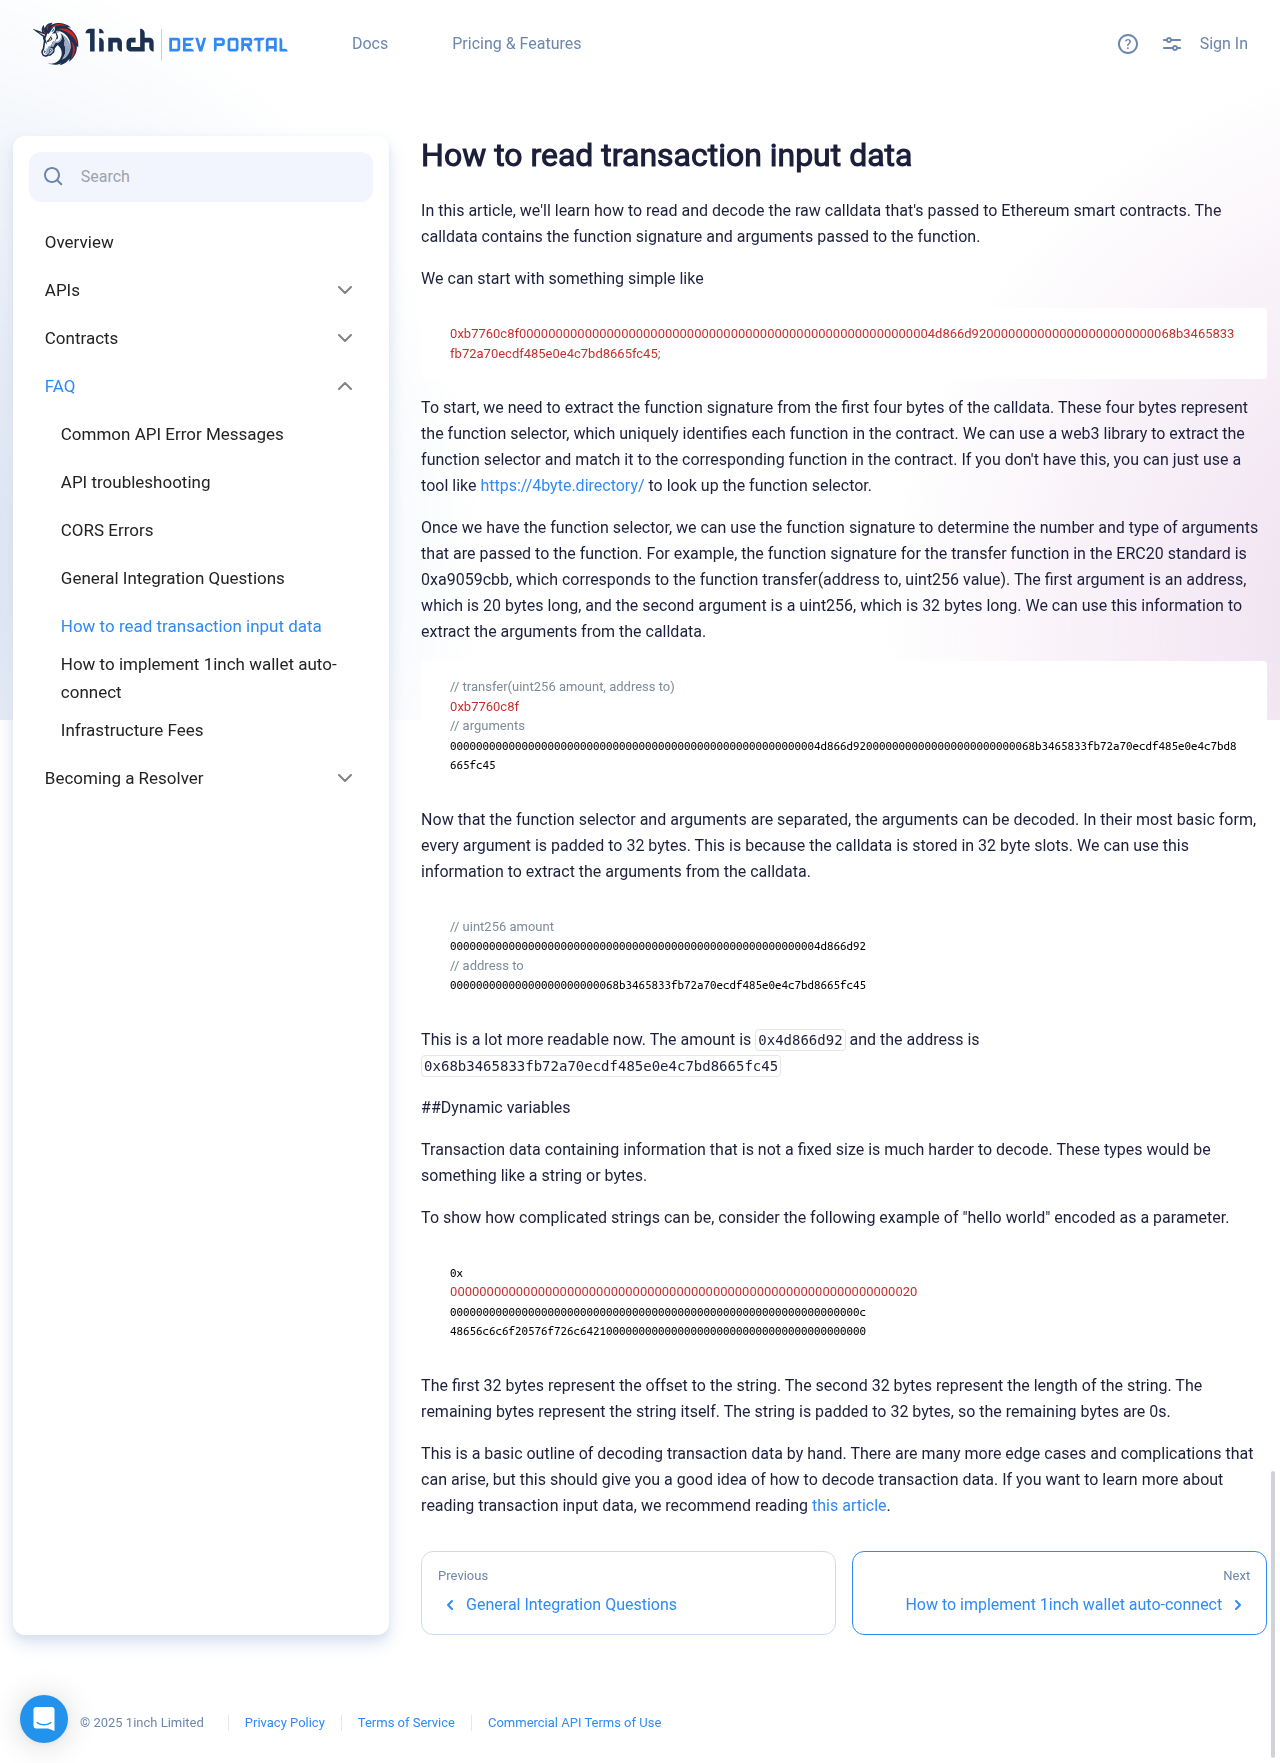 1inch DEV PORTAL
Docs
Pricing & Features
Sign In
Search
Overview
APIs
Contracts
FAQ
Common API Error Messages
API troubleshooting
CORS Errors
General Integration Questions
How to read transaction input data
How to implement 1inch wallet auto-
connect
Infrastructure Fees
Becoming a Resolver
How to read transaction input data
In this article, we'll learn how to read and decode the raw calldata that's passed to Ethereum smart contracts. The
calldata contains the function signature and arguments passed to the function.
We can start with something simple like
0xb7760c8f000000000000000000000000000000000000000000000000000000004d866d9200000000000000000000000068b3465833
fb72a70ecdf485e0e4c7bd8665fc45;
To start, we need to extract the function signature from the first four bytes of the calldata. These four bytes represent
the function selector, which uniquely identifies each function in the contract. We can use a web3 library to extract the
function selector and match it to the corresponding function in the contract. If you don't have this, you can just use a
tool like https://4byte.directory/ to look up the function selector.
Once we have the function selector, we can use the function signature to determine the number and type of arguments
that are passed to the function. For example, the function signature for the transfer function in the ERC20 standard is
0xa9059cbb, which corresponds to the function transfer(address to, uint256 value). The first argument is an address,
which is 20 bytes long, and the second argument is a uint256, which is 32 bytes long. We can use this information to
extract the arguments from the calldata.
// transfer(uint256 amount, address to)
0xb7760c8f
// arguments
000000000000000000000000000000000000000000000000000000004d866d9200000000000000000000000068b3465833fb72a70ecdf485e0e4c7bd8
665fc45
Now that the function selector and arguments are separated, the arguments can be decoded. In their most basic form,
every argument is padded to 32 bytes. This is because the calldata is stored in 32 byte slots. We can use this
information to extract the arguments from the calldata.
// uint256 amount
000000000000000000000000000000000000000000000000000000004d866d92
// address to
00000000000000000000000068b3465833fb72a70ecdf485e0e4c7bd8665fc45
This is a lot more readable now. The amount is 0x4d866d92 and the address is
0x68b3465833fb72a70ecdf485e0e4c7bd8665fc45
##Dynamic variables
Transaction data containing information that is not a fixed size is much harder to decode. These types would be
something like a string or bytes.
To show how complicated strings can be, consider the following example of "hello world" encoded as a parameter.
0x
0000000000000000000000000000000000000000000000000000000000000020
000000000000000000000000000000000000000000000000000000000000000c
48656c6c6f20576f726c64210000000000000000000000000000000000000000
The first 32 bytes represent the offset to the string. The second 32 bytes represent the length of the string. The
remaining bytes represent the string itself. The string is padded to 32 bytes, so the remaining bytes are 0s.
This is a basic outline of decoding transaction data by hand. There are many more edge cases and complications that
can arise, but this should give you a good idea of how to decode transaction data. If you want to learn more about
reading transaction input data, we recommend reading this article.
Previous
General Integration Questions
Next
How to implement 1inch wallet auto-connect
© 2025 1inch Limited
Privacy Policy
Terms of Service
Commercial API Terms of Use